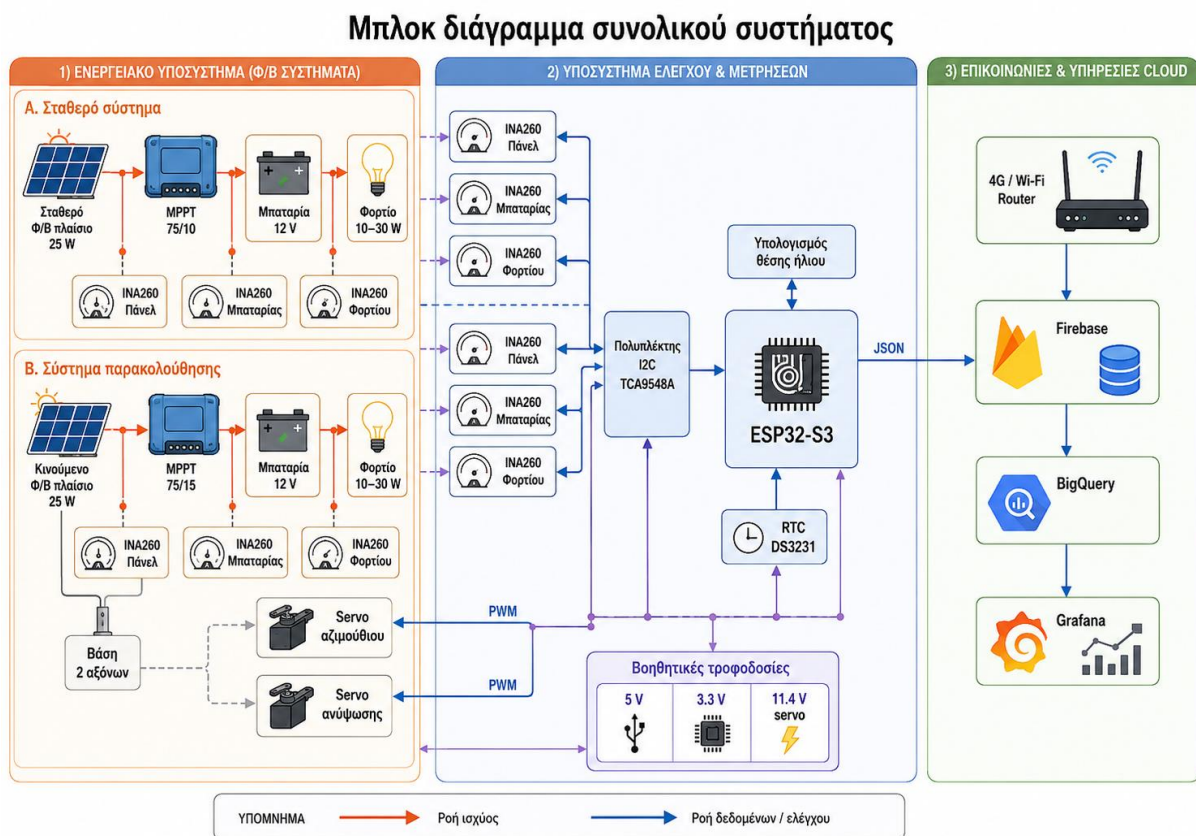 Μπλοκ διάγραμμα συνολικού συστήματος
1) ΕΝΕΡΓΕΙΑΚΟ ΥΠΟΣΥΣΤΗΜΑ (Φ/Β ΣΥΣΤΗΜΑΤΑ)
Α. Σταθερό σύστημα
Σταθερό
Φ/Β πλαίσιο
25 W
MPPT
75/10
Μπαταρία
12 V
Φορτίο
10–30 W
INA260
Πάνελ
INA260
Μπαταρίας
INA260
Φορτίου
Β. Σύστημα παρακολούθησης
Κινούμενο
Φ/Β πλαίσιο
25 W
MPPT
75/15
Μπαταρία
12 V
Φορτίο
10–30 W
INA260
Πάνελ
INA260
Μπαταρίας
INA260
Φορτίου
Βάση
2 αξόνων
Servo
αζιμούθιου
Servo
ανύψωσης
2) ΥΠΟΣΥΣΤΗΜΑ ΕΛΕΓΧΟΥ & ΜΕΤΡΗΣΕΩΝ
INA260
Πάνελ
INA260
Μπαταρίας
INA260
Φορτίου
INA260
Πάνελ
INA260
Μπαταρίας
INA260
Φορτίου
Πολυπλέκτης
I2C
TCA9548A
Υπολογισμός
θέσης ήλιου
ESP32-S3
RTC
DS3231
PWM
PWM
Βοηθητικές τροφοδοσίες
5 V
3.3 V
11.4 V
servo
JSON
3) ΕΠΙΚΟΙΝΩΝΙΕΣ & ΥΠΗΡΕΣΙΕΣ CLOUD
4G / Wi-Fi
Router
Firebase
BigQuery
Grafana
ΥΠΟΜΝΗΜΑ
Ροή ισχύος
Ροή δεδομένων / ελέγχου